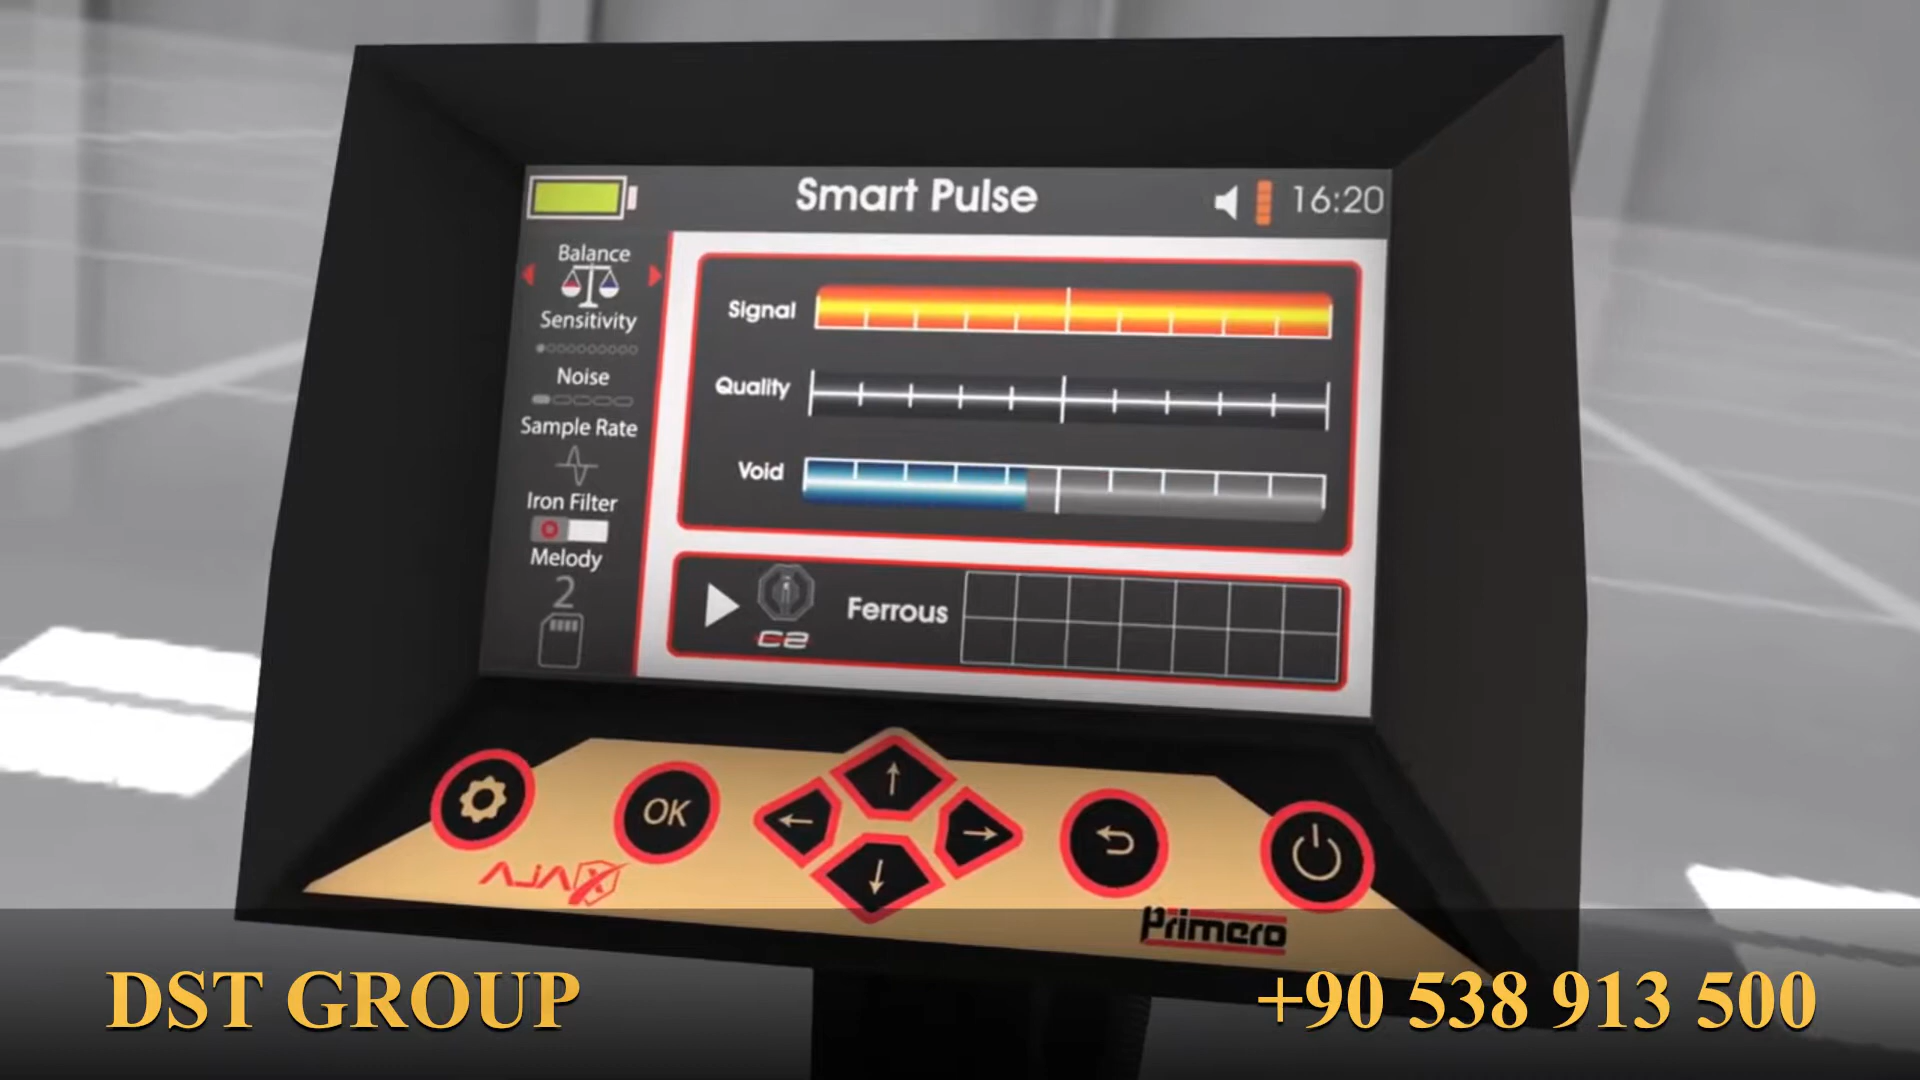 Smart Pulse
16:20
Balance
Sensitivity
Noise
Sample Rate
Iron Filter
Melody
2
Signal
Quality
Void
C2
Ferrous
OK
AJAX
Primero
DST GROUP
+90 538 913 500